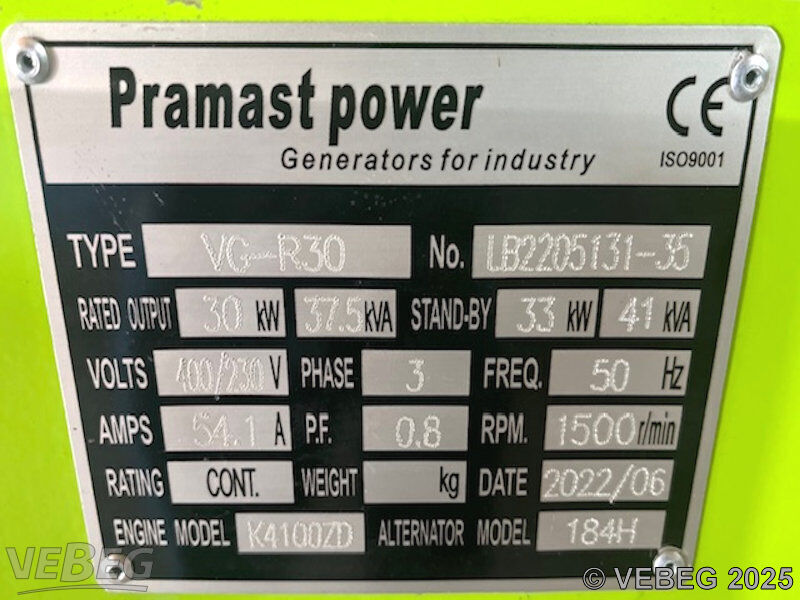 Pramast power
CE
Generators for industry
ISO9001
TYPE VG-R30 No. LB2205131-35
RATED OUTPUT 30 kW 37.5 kVA STAND-BY 33 kW 41 kVA
VOLTS 400/230 V PHASE 3 FREQ. 50 Hz
AMPS 54.1 A P.F. 0.8 RPM. 1500 r/min
RATING CONT. WEIGHT kg DATE 2022/06
ENGINE MODEL K4100ZD ALTERNATOR MODEL 184H
VEBEG
© VEBEG 2025